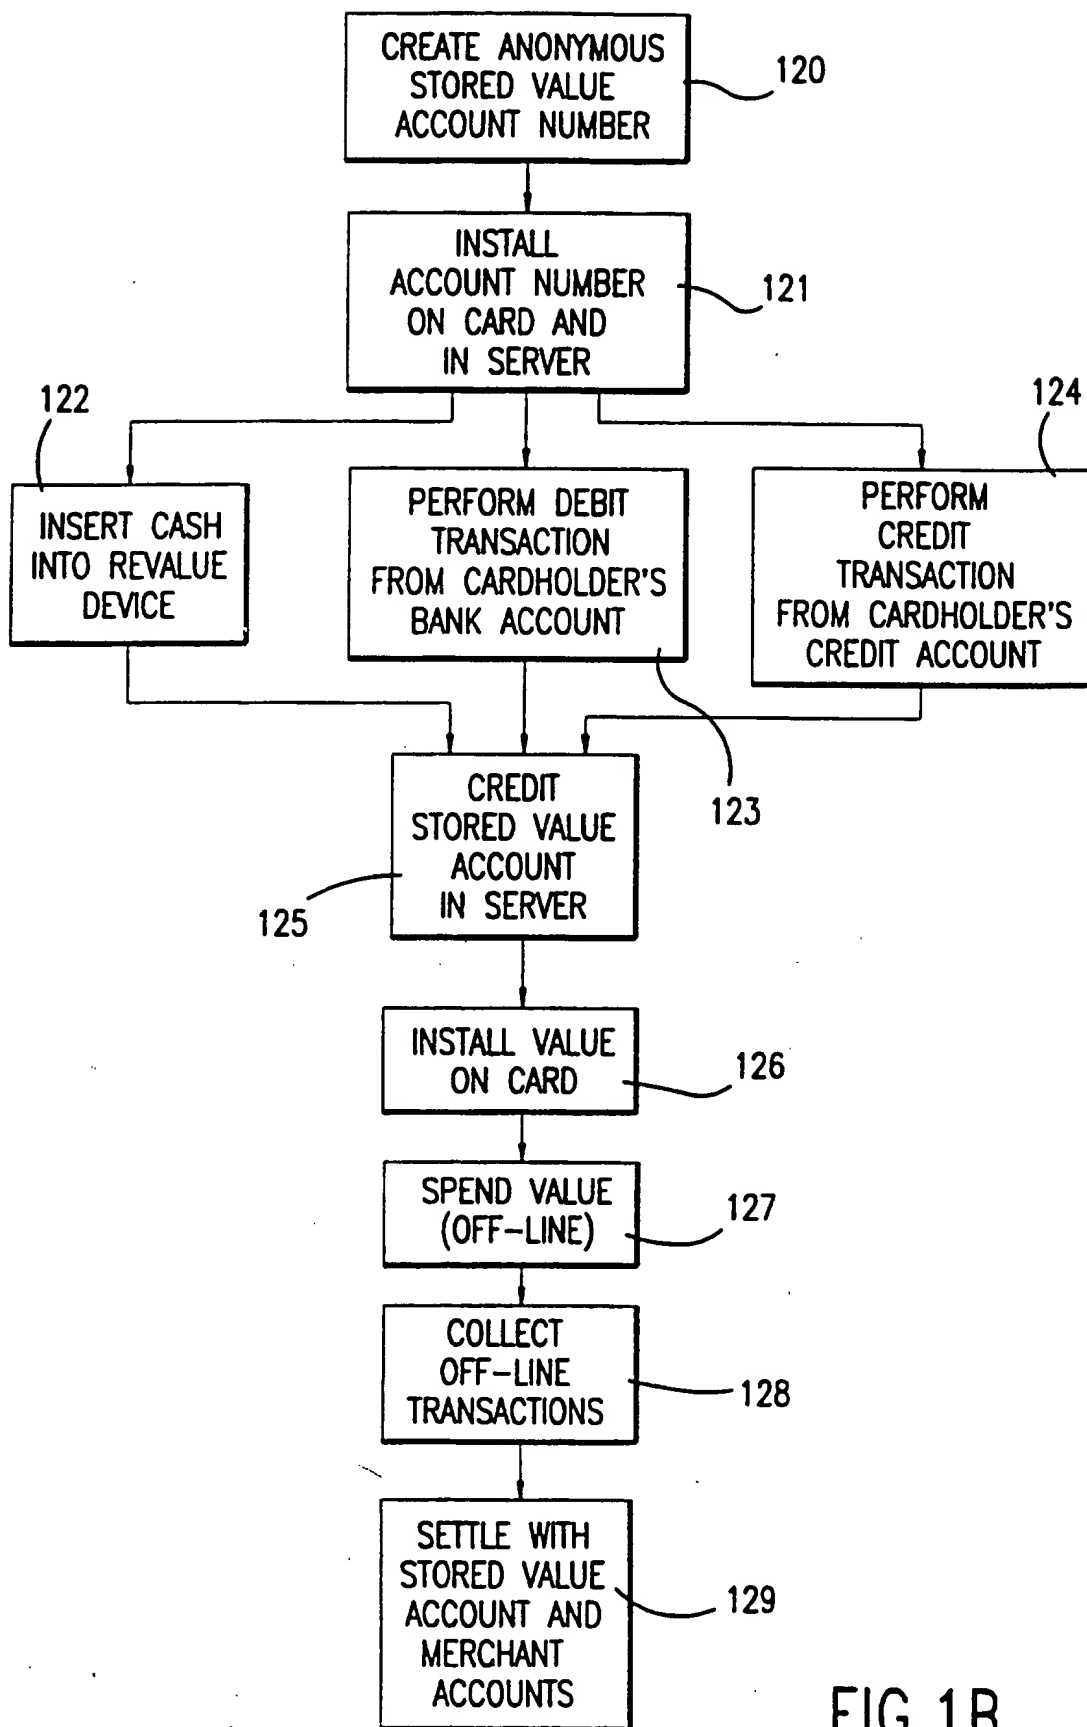 CREATE ANONYMOUS
STORED VALUE
ACCOUNT NUMBER
120
INSTALL
ACCOUNT NUMBER
ON CARD AND
IN SERVER
121
122
124
INSERT CASH
INTO REVALUE
DEVICE
PERFORM DEBIT
TRANSACTION
FROM CARDHOLDER'S
BANK ACCOUNT
PERFORM
CREDIT
TRANSACTION
FROM CARDHOLDER'S
CREDIT ACCOUNT
123
CREDIT
STORED VALUE
ACCOUNT
IN SERVER
125
INSTALL VALUE
ON CARD
126
SPEND VALUE
(OFF-LINE)
127
COLLECT
OFF-LINE
TRANSACTIONS
128
SETTLE WITH
STORED VALUE
ACCOUNT AND
MERCHANT
ACCOUNTS
129
FIG.1B